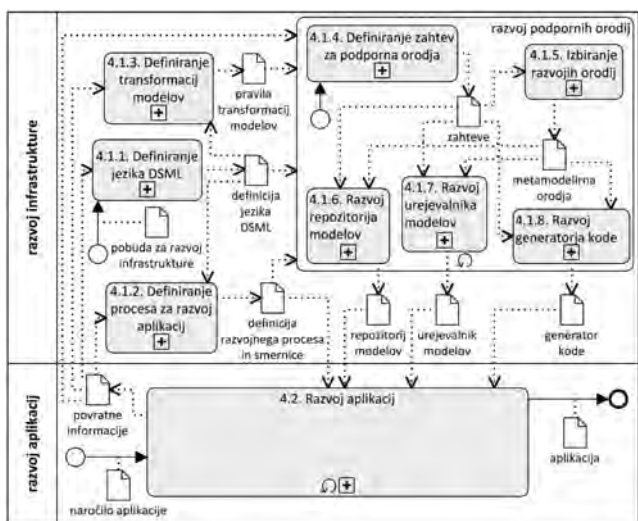 razvoj infrastrukture
razvoj podpornih orodij
4.1.3. Definiranje
transformacij modelov
pravila
transformacij
modelov
4.1.4. Definiranje zahtev
za podporna orodja
4.1.5. Izbiranje
razvojih orodij
zahteve
metamodelirna
orodja
4.1.1. Definiranje
jezika DSML
definicija
jezika
DSML
pobuda za razvoj
infrastrukture
4.1.6. Razvoj
repozitorija
modelov
4.1.7. Razvoj
urejevalnika
modelov
4.1.8. Razvoj
generatorja kode
4.1.2. Definiranje
procesa za razvoj
aplikacij
definicija
razvojnega procesa
in smernice
repozitorij
modelov
urejevalnik
modelov
generator
kode
razvoj aplikacij
povratne
informacije
4.2. Razvoj aplikacij
aplikacija
naročilo aplikacije